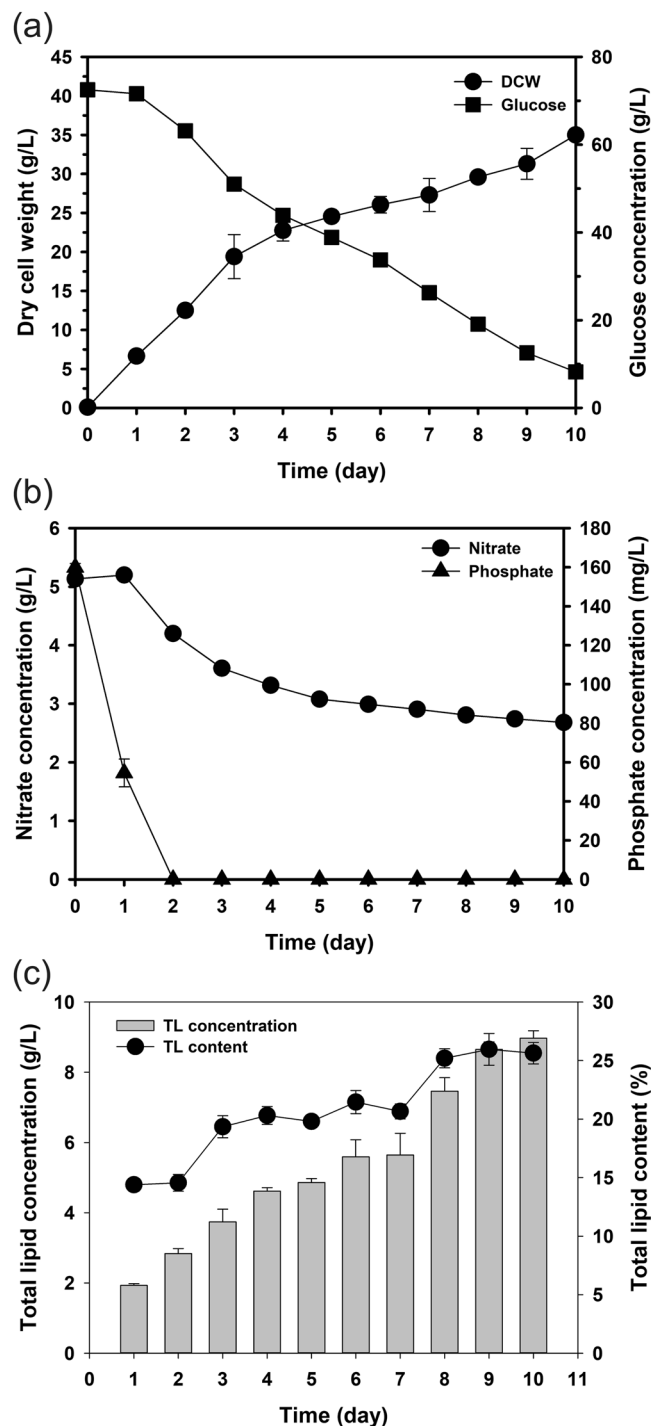 (a)
45 80
40
35 60
30
25 40
20
15 20
10
5
0 0
DCW
Glucose
Dry cell weight (g/L)
Glucose concentration (g/L)
0 1 2 3 4 5 6 7 8 9 10
Time (day)
(b)
6 180
160
5 140
4 120
100
3 80
2 60
40
1 20
0 0
Nitrate
Phosphate
Nitrate concentration (g/L)
Phosphate concentration (mg/L)
0 1 2 3 4 5 6 7 8 9 10
Time (day)
(c)
10 30
8 25
20
6 15
4 10
2 5
0 0
TL concentration
TL content
Total lipid concentration (g/L)
Total lipid content (%)
0 1 2 3 4 5 6 7 8 9 10 11
Time (day)